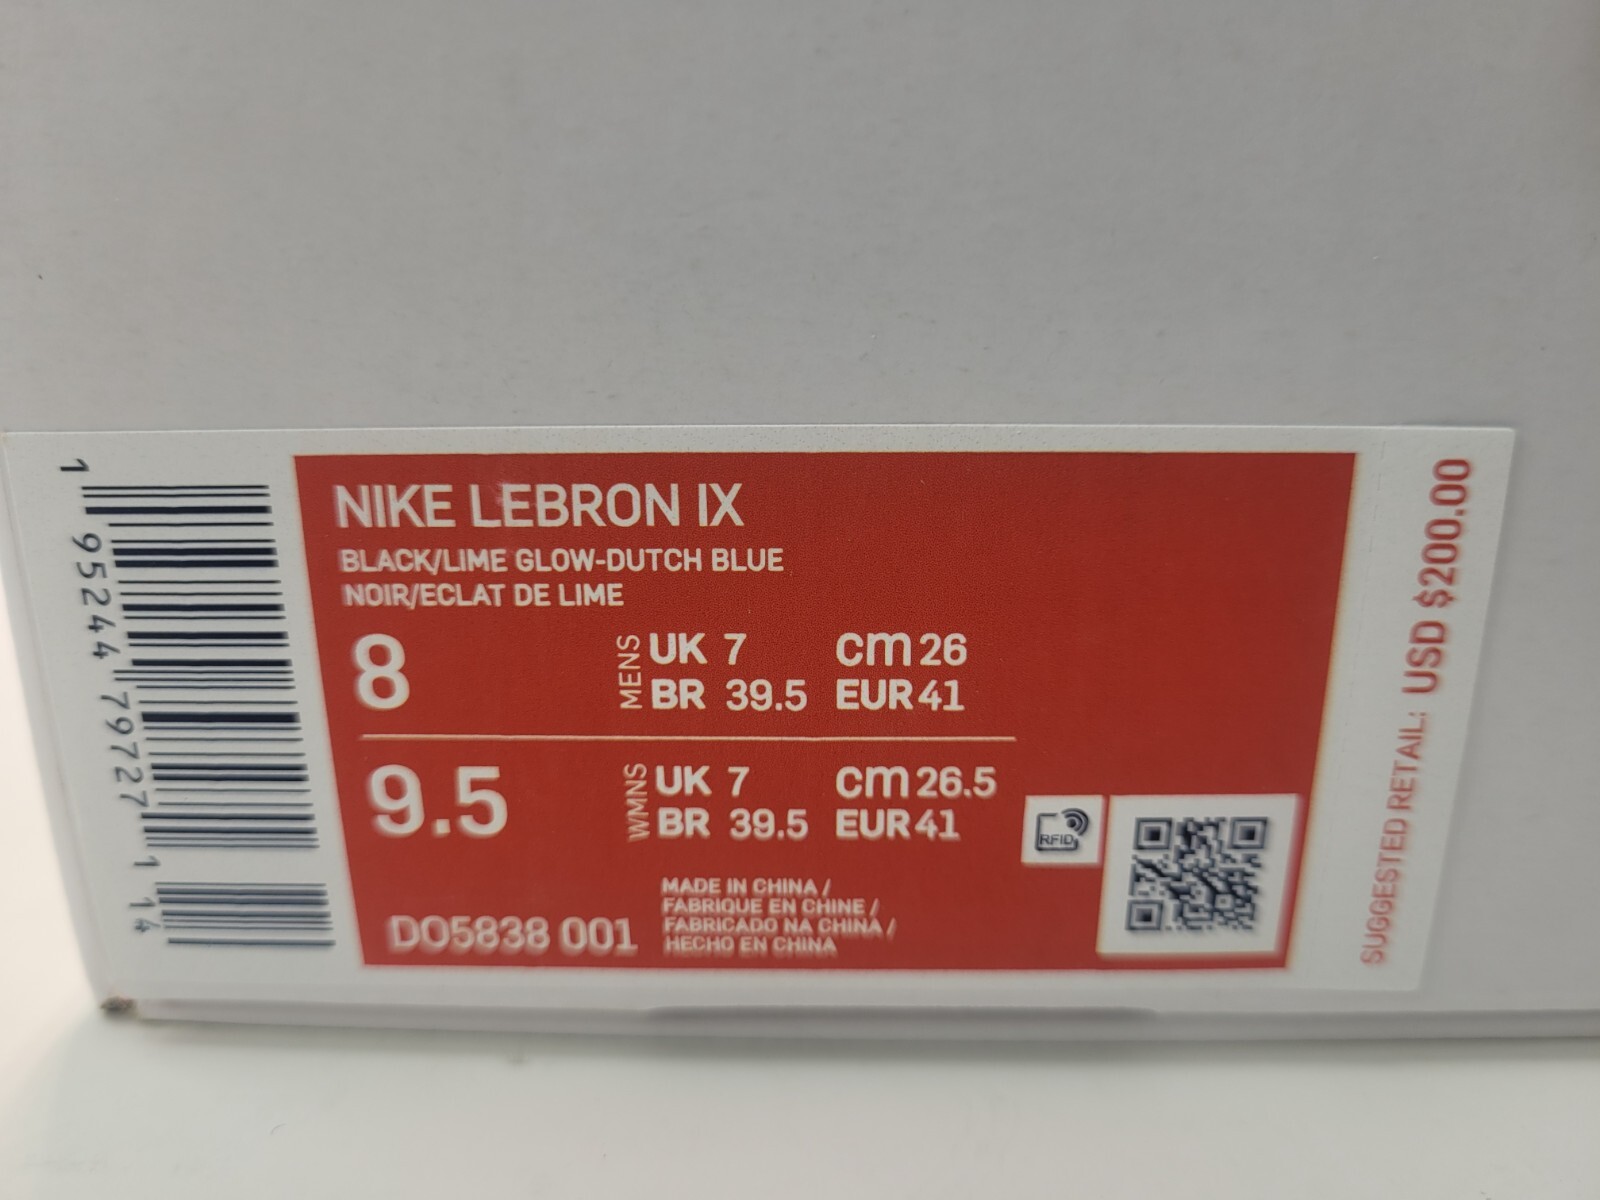 1 95244 79727 1 14
NIKE LEBRON IX
BLACK/LIME GLOW-DUTCH BLUE
NOIR/ECLAT DE LIME
8 MENS UK 7 cm 26
BR 39.5 EUR 41
9.5 WMNS UK 7 cm 26.5
BR 39.5 EUR 41
RFID
DO5838 001
MADE IN CHINA /
FABRIQUE EN CHINE /
FABRICADO NA CHINA /
HECHO EN CHINA
SUGGESTED RETAIL: USD $200.00